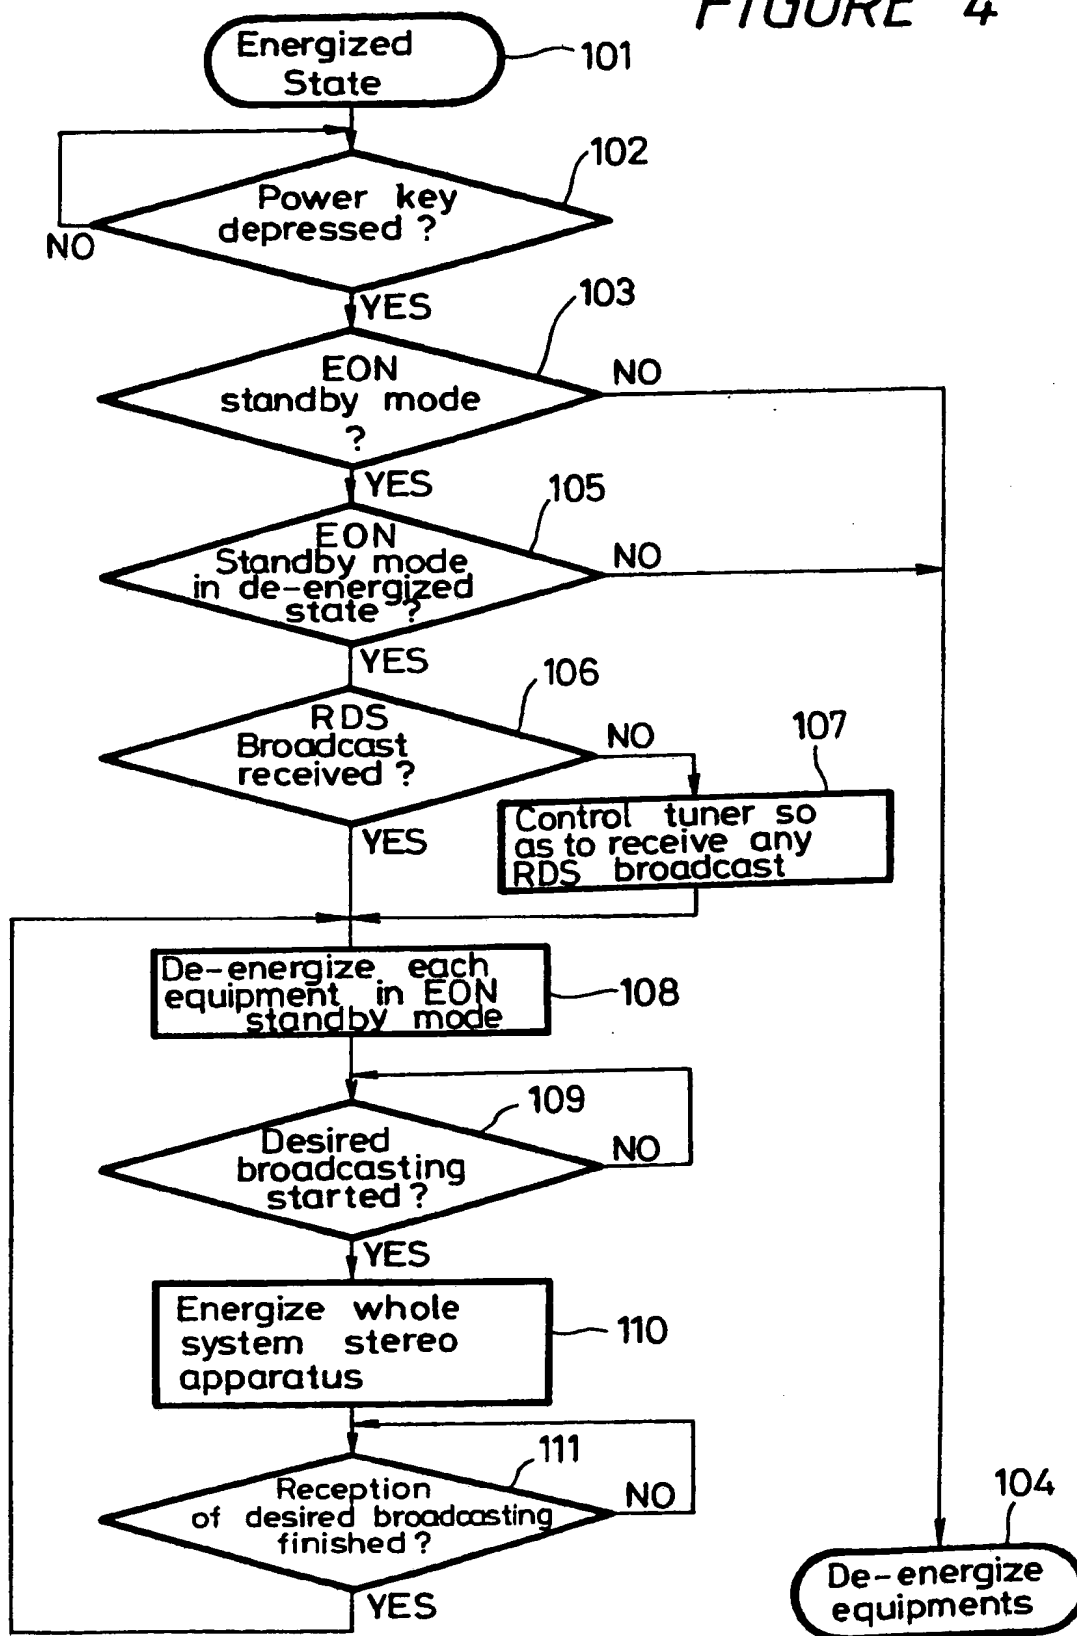 FIGURE 4
Energized
State
101
102
Power key
depressed ?
NO
YES
103
EON
standby mode
?
NO
YES
105
EON
Standby mode
in de-energized
state ?
NO
YES
106
RDS
Broadcast
received ?
NO
107
Control tuner so
as to receive any
RDS broadcast
YES
De-energize each
equipment in EON
standby mode
108
109
Desired
broadcasting
started ?
NO
YES
Energize whole
system stereo
apparatus
110
111
Reception
of desired broadcasting
finished ?
NO
YES
104
De-energize
equipments